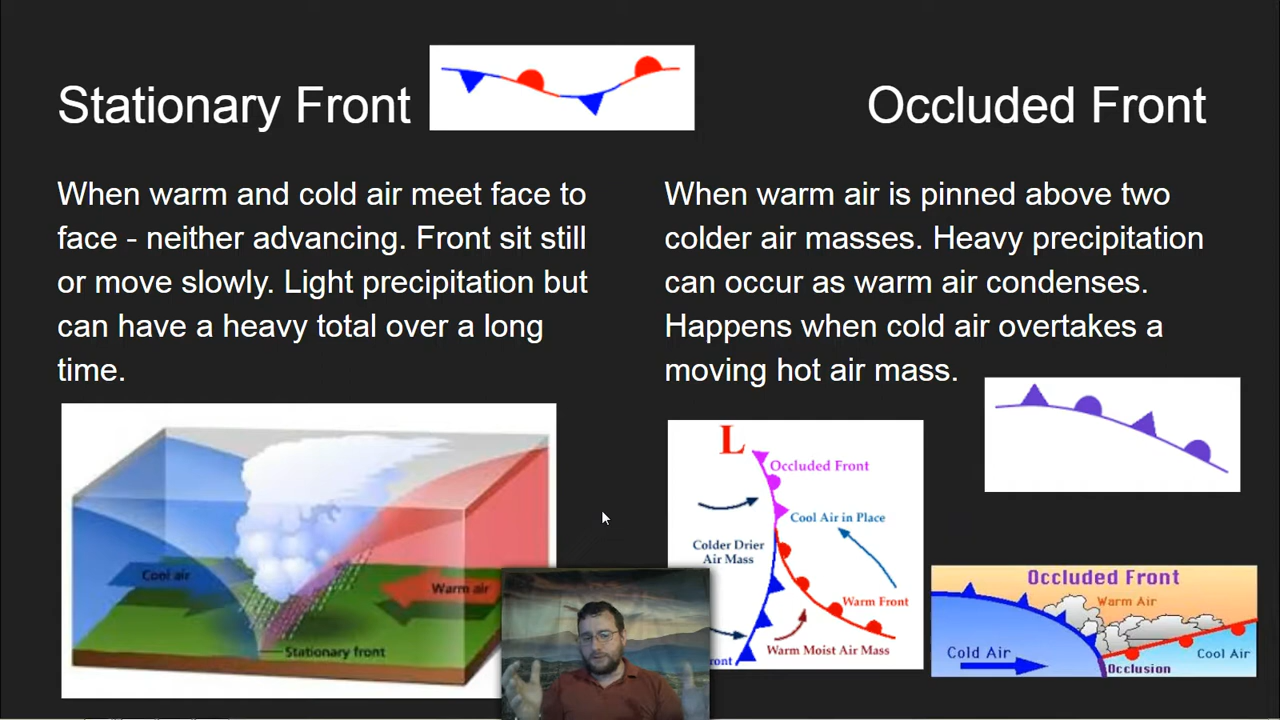 Stationary Front
Occluded Front
When warm and cold air meet face to
face - neither advancing. Front sit still
or move slowly. Light precipitation but
can have a heavy total over a long
time.
When warm air is pinned above two
colder air masses. Heavy precipitation
can occur as warm air condenses.
Happens when cold air overtakes a
moving hot air mass.
Cool air
Warm air
Stationary front
L
Occluded Front
Cool Air in Place
Colder Drier
Air Mass
Warm Front
Warm Moist Air Mass
ront
Occluded Front
Warm Air
Cold Air
Cool Air
Occlusion